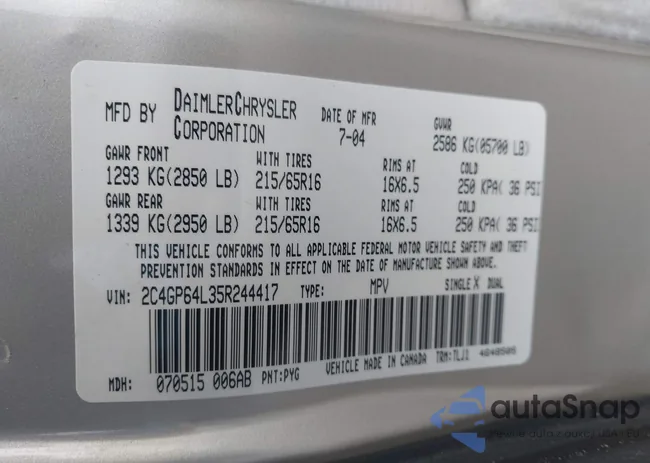 MFD BY DAIMLERCHRYSLER CORPORATION DATE OF MFR 7-04 GVWR 2586 KG(05700 LB)
GAWR FRONT WITH TIRES RIMS AT COLD
1293 KG(2850 LB) 215/65R16 16X6.5 250 KPA( 36 PSI
GAWR REAR WITH TIRES RIMS AT COLD
1339 KG(2950 LB) 215/65R16 16X6.5 250 KPA( 36 PSI
THIS VEHICLE CONFORMS TO ALL APPLICABLE FEDERAL MOTOR VEHICLE SAFETY AND THEFT
PREVENTION STANDARDS IN EFFECT ON THE DATE OF MANUFACTURE SHOWN ABOVE.
VIN: 2C4GP64L35R244417 TYPE: MPV SINGLE X DUAL
VEHICLE MADE IN CANADA TRM:TLJ1 4G48505
MDH: 070515 006AB PNT:PYG
autaSnap